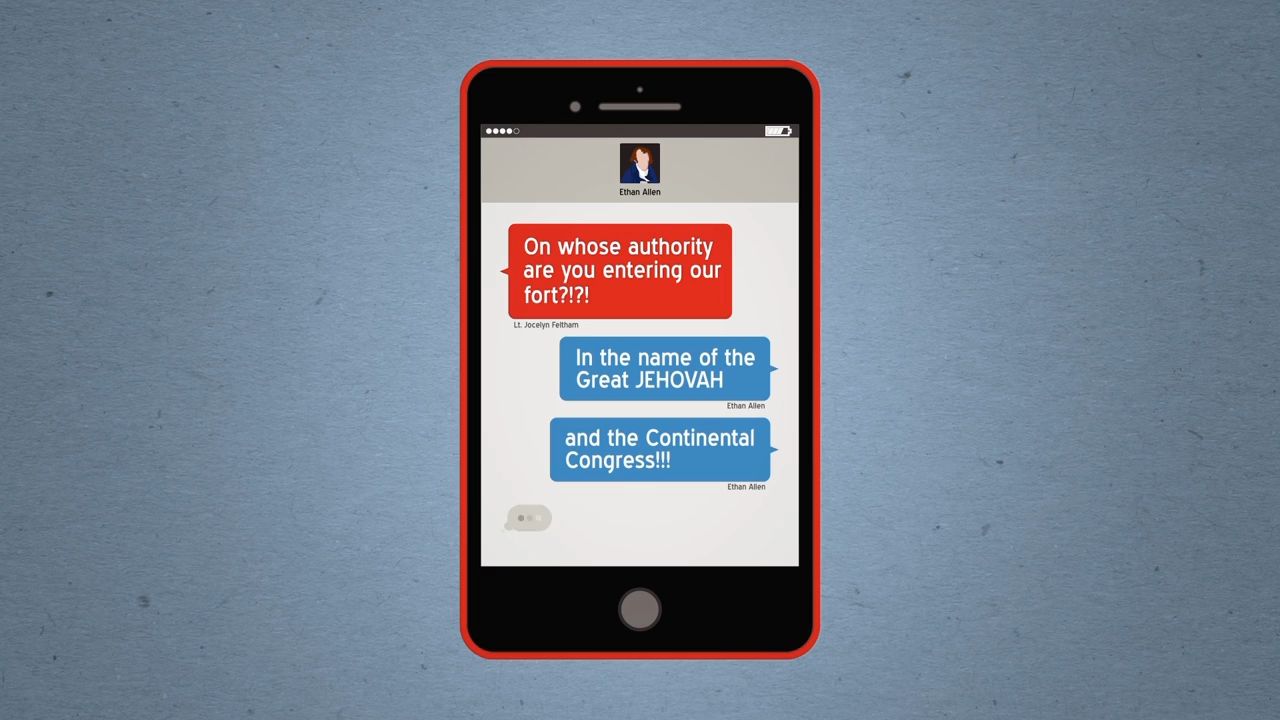 Ethan Allen
On whose authority
are you entering our
fort?!?!
Lt. Jocelyn Feltham
In the name of the
Great JEHOVAH
Ethan Allen
and the Continental
Congress!!!
Ethan Allen